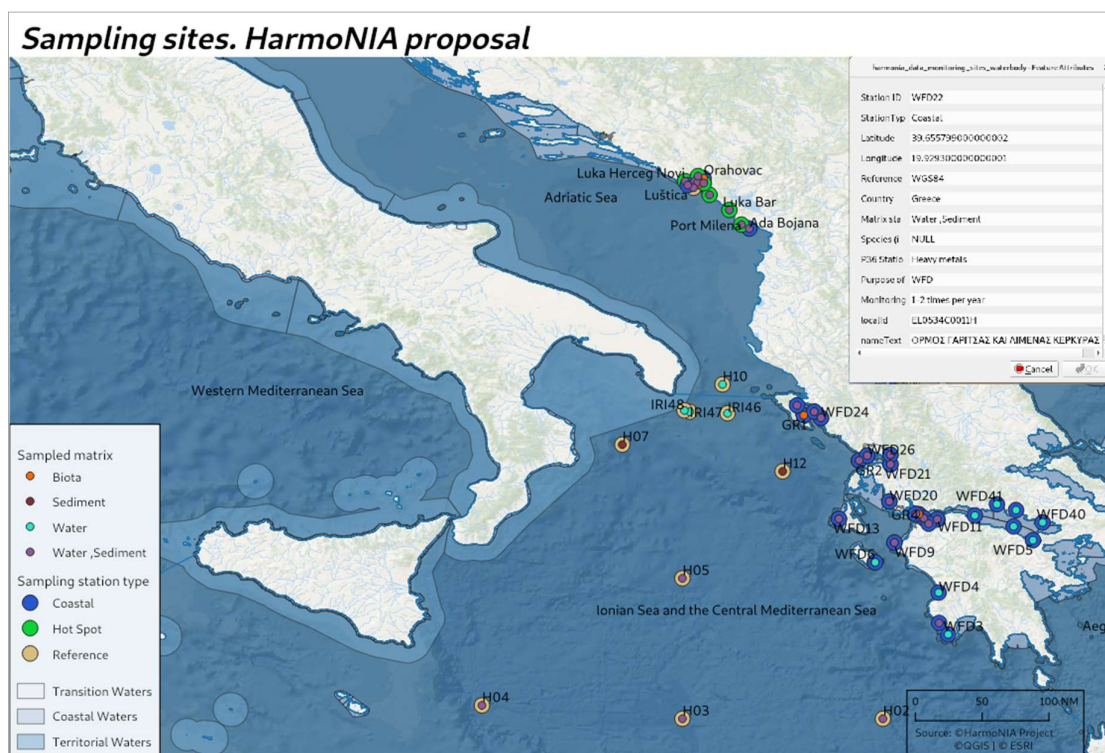 Sampling sites. HarmoNIA proposal
harmonia_data_monitoring_sites_waterbody - Feature Attributes
Station ID WFD22
StationTyp Coastal
Latitude 39.655799000000002
Longitude 19.929300000000001
Reference WGS84
Country Greece
Matrix sta Water ,Sediment
Species (i NULL
P36 Statio Heavy metals
Purpose of WFD
Monitoring 1-2 times per year
localId EL0534C0011H
nameText ΟΡΜΟΣ ΓΑΡΙΤΣΑΣ ΚΑΙ ΛΙΜΕΝΑΣ ΚΕΡΚΥΡΑΣ
Cancel
OK
Luka Herceg Novi
Orahovac
Adriatic Sea
Luštica
Luka Bar
Port Milena
Ada Bojana
Western Mediterranean Sea
H10
IRI48
IRI47
IRI46
WFD24
GR1
H07
H12
WFD26
GR2
WFD21
WFD20
WFD41
GR4
WFD40
WFD13
WFD11
WFD5
WFD9
WFD6
H05
WFD4
Ionian Sea and the Central Mediterranean Sea
WFD3
Aeg
H04
H03
H02
Sampled matrix
Biota
Sediment
Water
Water ,Sediment
Sampling station type
Coastal
Hot Spot
Reference
Transition Waters
Coastal Waters
Territorial Waters
0 50 100 NM
Source: ©HarmoNIA Project
©QGIS | © ESRI